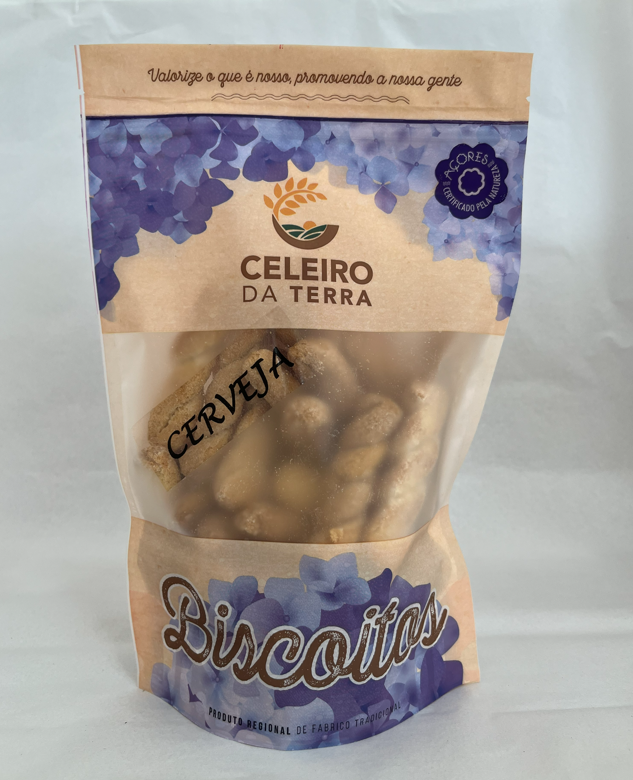 Valorize o que é nosso, promovendo a nossa gente
AÇORES
CERTIFICADO PELA NATUREZA
CELEIRO
DA TERRA
CERVEJA
Biscoitos
PRODUTO REGIONAL DE FABRICO TRADICIONAL